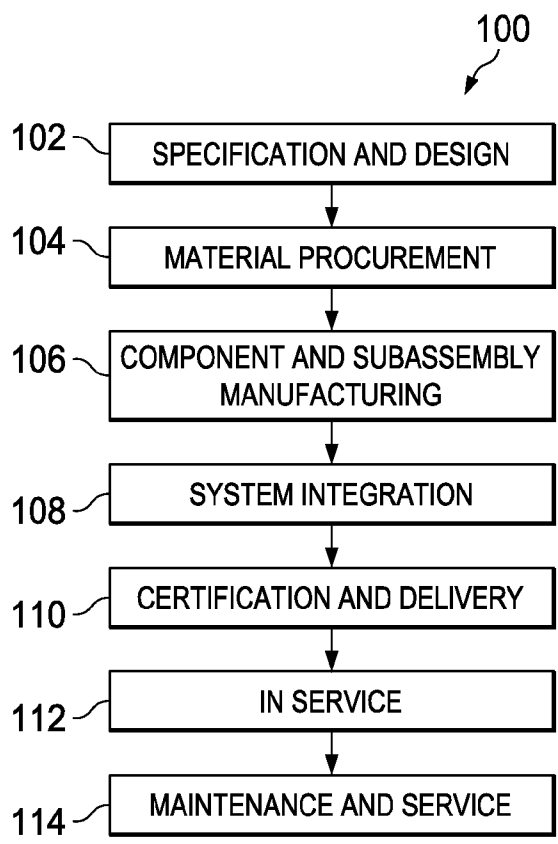 100
102
SPECIFICATION AND DESIGN
104
MATERIAL PROCUREMENT
106
COMPONENT AND SUBASSEMBLY
MANUFACTURING
108
SYSTEM INTEGRATION
110
CERTIFICATION AND DELIVERY
112
IN SERVICE
114
MAINTENANCE AND SERVICE